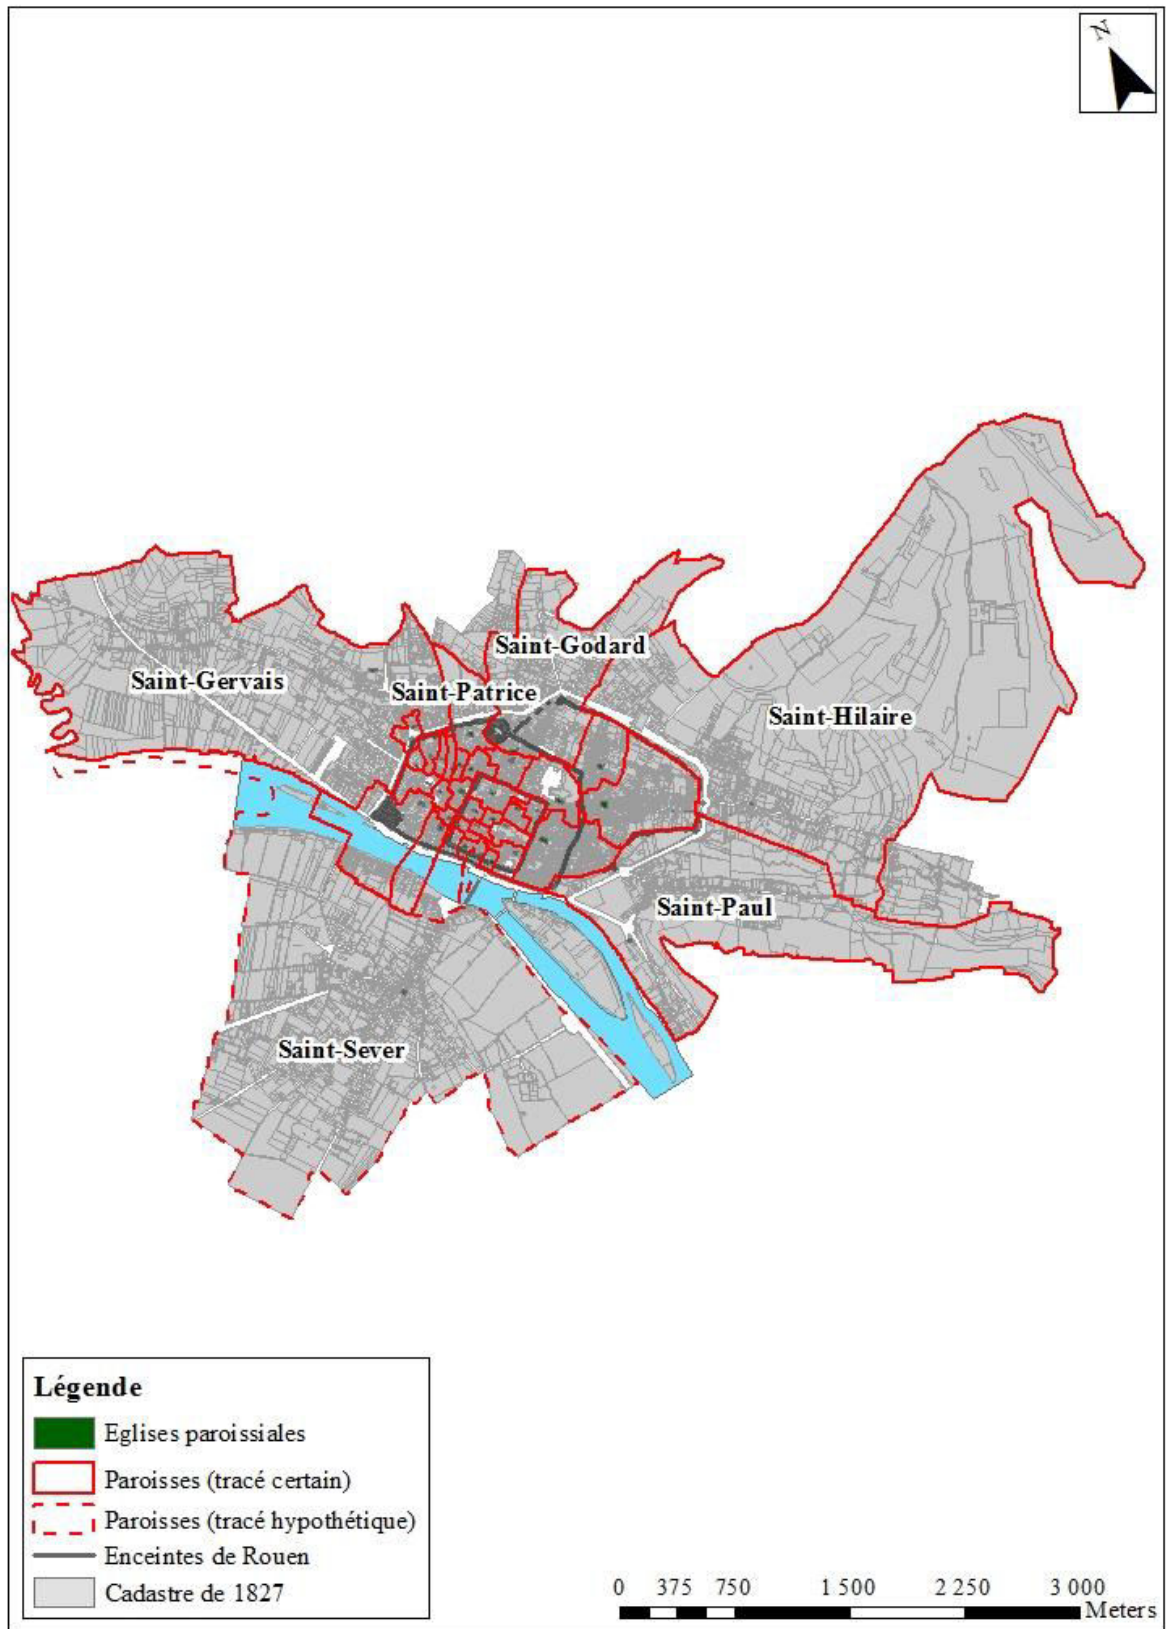 N
Saint-Godard
Saint-Gervais
Saint-Patrice
Saint-Hilaire
Saint-Paul
Saint-Sever
Légende
Eglises paroissiales
Paroisses (tracé certain)
Paroisses (tracé hypothétique)
Enceintes de Rouen
Cadastre de 1827
0 375 750 1 500 2 250 3 000
Meters